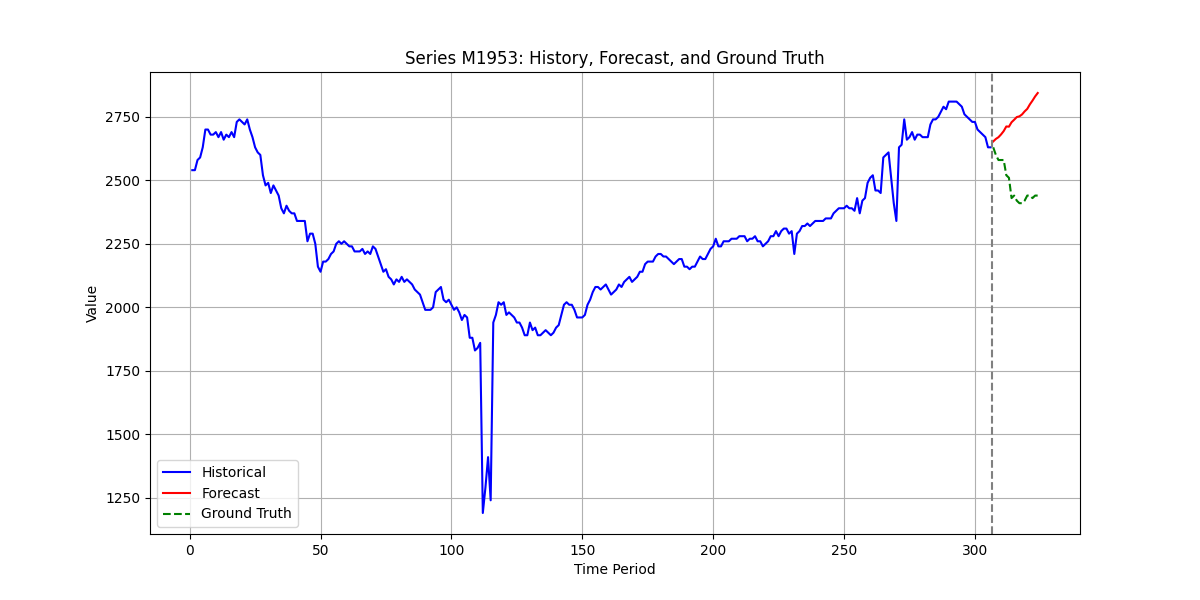 Series M1953: History, Forecast, and Ground Truth
Value
2750
2500
2250
2000
1750
1500
1250
Historical
Forecast
Ground Truth
0 50 100 150 200 250 300
Time Period